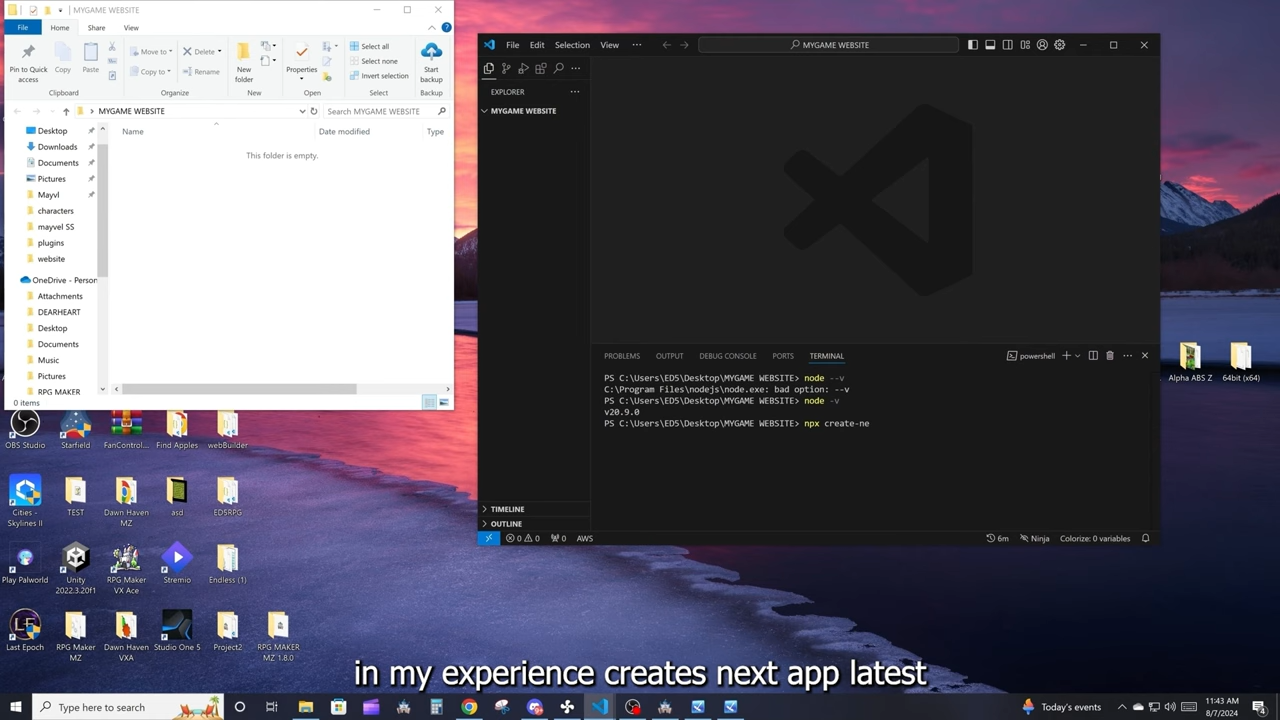 MYGAME WEBSITE
File
Home
Share
View
Pin to Quick
access
Copy
Paste
Move to
Copy to
Delete
Rename
New
folder
Properties
Select all
Select none
Invert selection
Start
backup
Clipboard
Organize
New
Open
Select
Backup
MYGAME WEBSITE
Search MYGAME WEBSITE
Name
Date modified
Type
This folder is empty.
Desktop
Downloads
Documents
Pictures
Mayvl
characters
mayvel SS
plugins
website
OneDrive - Person
Attachments
DEARHEART
Desktop
Documents
Music
Pictures
RPG MAKER
0 items
File
Edit
Selection
View
MYGAME WEBSITE
EXPLORER
MYGAME WEBSITE
PROBLEMS
OUTPUT
DEBUG CONSOLE
PORTS
TERMINAL
powershell
PS C:\Users\ED5\Desktop\MYGAME WEBSITE> node --v
C:\Program Files\nodejs\node.exe: bad option: --v
PS C:\Users\ED5\Desktop\MYGAME WEBSITE> node -v
v20.9.0
PS C:\Users\ED5\Desktop\MYGAME WEBSITE> npx create-ne
TIMELINE
OUTLINE
0
0
0
AWS
6m
Ninja
Colorize: 0 variables
Alpha ABS Z
64bit (x64)
OBS Studio
Starfield
FanControl...
Find Apples
webBuilder
Cities -
Skylines II
TEST
Dawn Haven
MZ
asd
ED5RPG
Play Palworld
Unity
2022.3.20f1
RPG Maker
VX Ace
Stremio
Endless (1)
Last Epoch
RPG Maker
MZ
Dawn Haven
VXA
Studio One 5
Project2
RPG MAKER
MZ 1.8.0
in my experience creates next app latest
Type here to search
Today's events
11:43 AM
8/7/2024